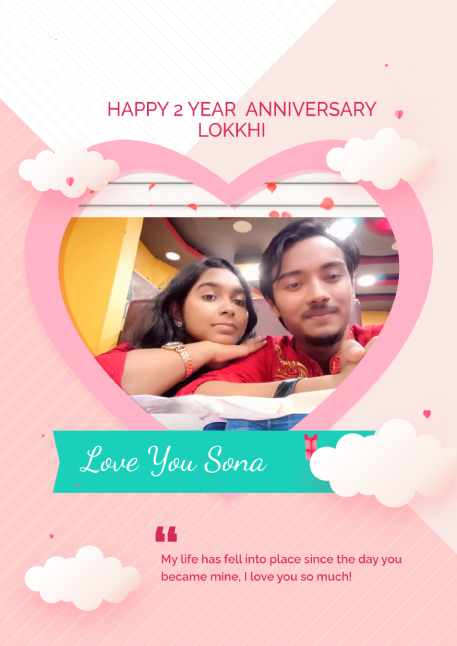 HAPPY 2 YEAR ANNIVERSARY
LOKKHI
Love You Sona
❝
My life has fell into place since the day you
became mine, I love you so much!